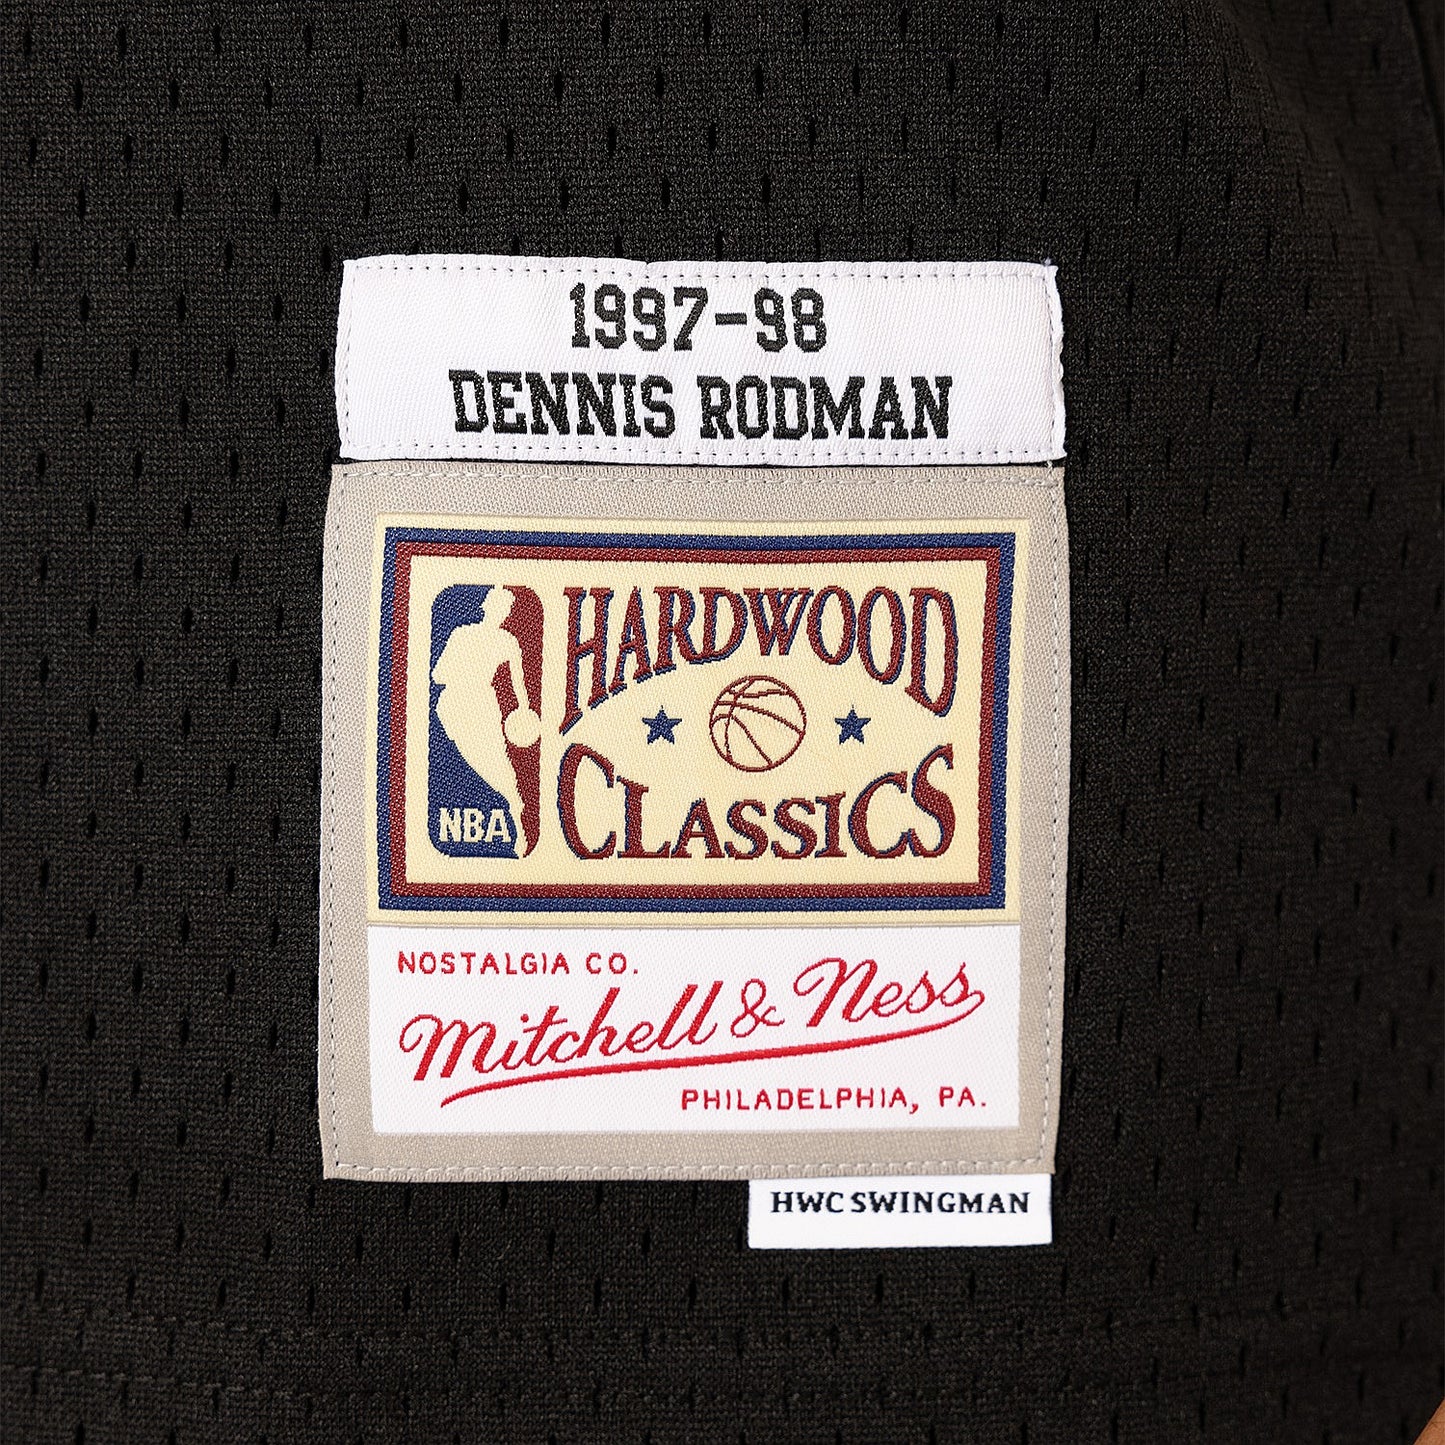 1997-98
DENNIS RODMAN
HARDWOOD
CLASSICS
NBA
NOSTALGIA CO.
Mitchell & Ness
PHILADELPHIA, PA.
HWC SWINGMAN